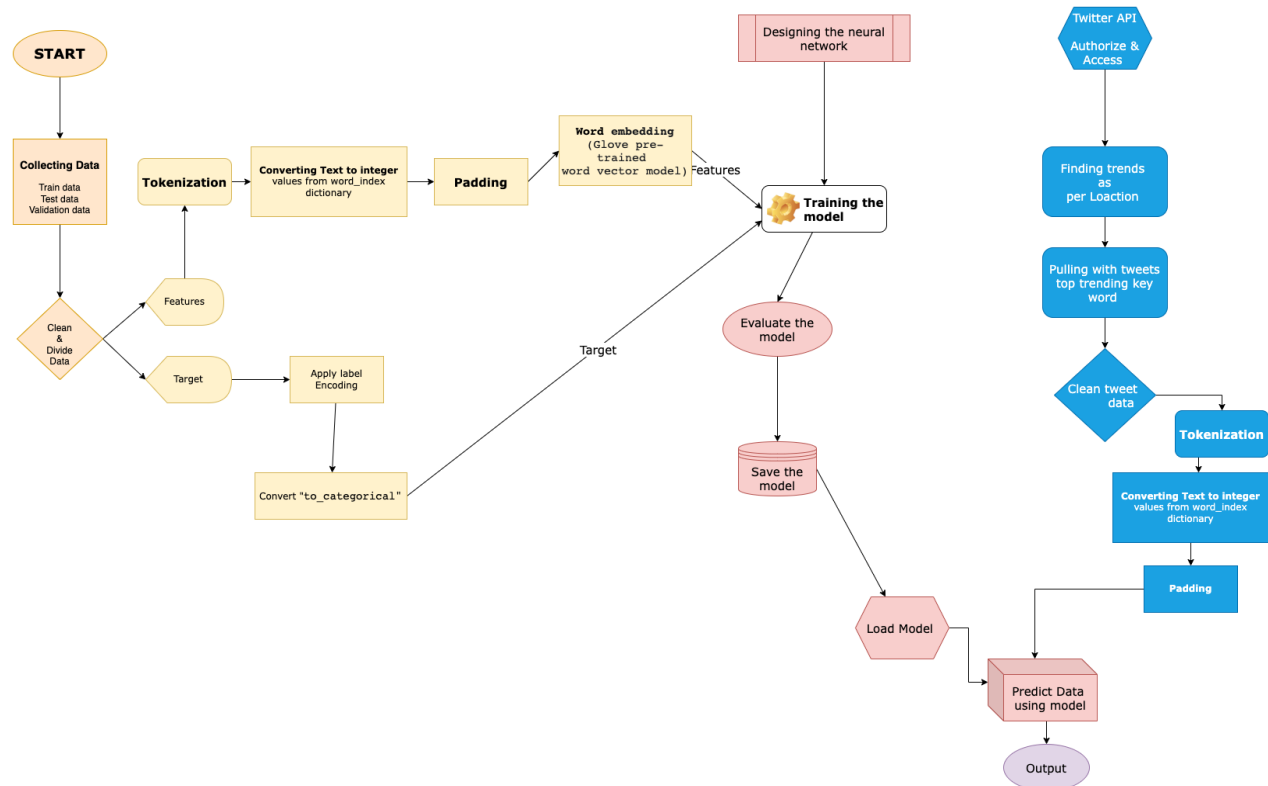 START
Collecting Data
Train data
Test data
Validation data
Clean
&
Divide
Data
Features
Target
Tokenization
Converting Text to integer
values from word_index
dictionary
Padding
Word embedding
(Glove pre-
trained
word vector model)
Features
Apply label
Encoding
Convert "to_categorical"
Target
Designing the neural
network
Training the
model
Evaluate the
model
Save the
model
Load Model
Predict Data
using model
Output
Twitter API
Authorize &
Access
Finding trends
as
per Loaction
Pulling with tweets
top trending key
word
Clean tweet
data
Tokenization
Converting Text to integer
values from word_index
dictionary
Padding